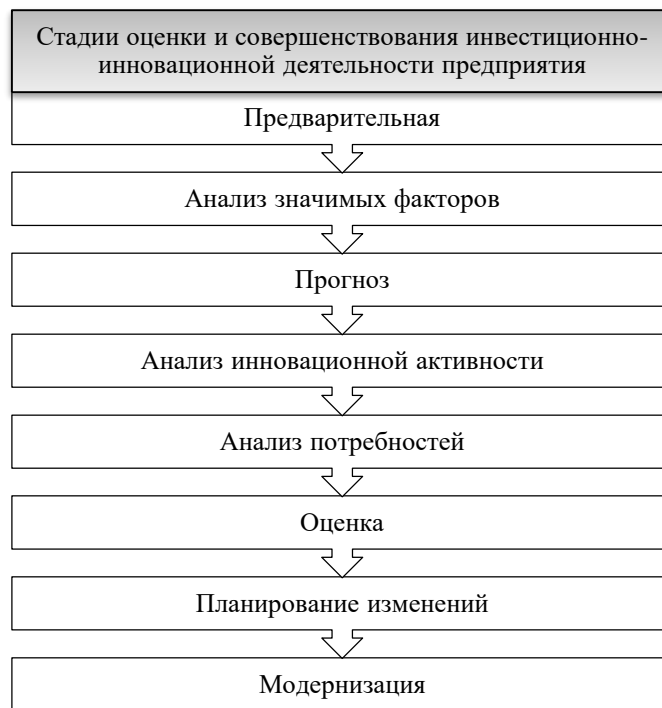 Стадии оценки и совершенствования инвестиционно-
инновационной деятельности предприятия
Предварительная
Анализ значимых факторов
Прогноз
Анализ инновационной активности
Анализ потребностей
Оценка
Планирование изменений
Модернизация